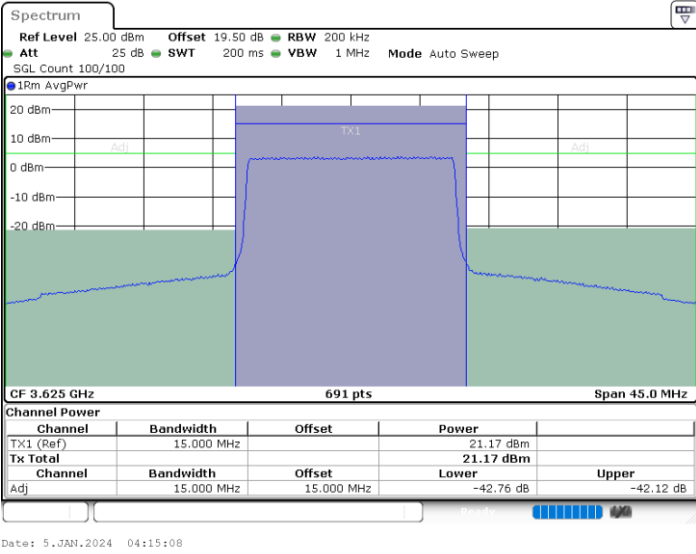 Spectrum
Ref Level 25.00 dBm Offset 19.50 dB RBW 200 kHz
Att 25 dB SWT 200 ms VBW 1 MHz Mode Auto Sweep
SGL Count 100/100
1Rm AvgPwr
20 dBm
TX1
10 dBm
Adj Adj
0 dBm
-10 dBm
-20 dBm
CF 3.625 GHz 691 pts Span 45.0 MHz
Channel Power
Channel Bandwidth Offset Power
TX1 (Ref) 15.000 MHz 21.17 dBm
Tx Total 21.17 dBm
Channel Bandwidth Offset Lower Upper
Adj 15.000 MHz 15.000 MHz -42.76 dB -42.12 dB
Ready
Date: 5.JAN.2024 04:15:08